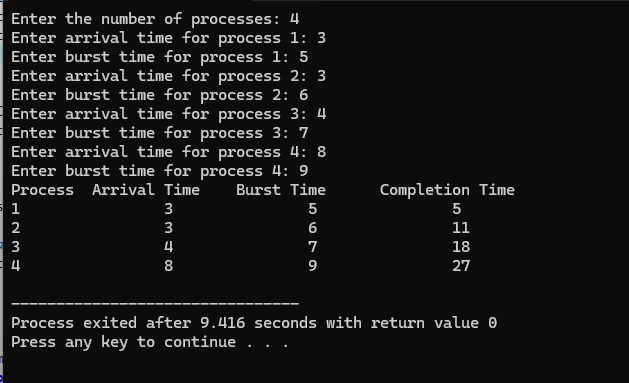 Enter the number of processes: 4
Enter arrival time for process 1: 3
Enter burst time for process 1: 5
Enter arrival time for process 2: 3
Enter burst time for process 2: 6
Enter arrival time for process 3: 4
Enter burst time for process 3: 7
Enter arrival time for process 4: 8
Enter burst time for process 4: 9
Process  Arrival Time    Burst Time      Completion Time
1                3               5               5
2                3               6               11
3                4               7               18
4                8               9               27
--------------------------------
Process exited after 9.416 seconds with return value 0
Press any key to continue . . .